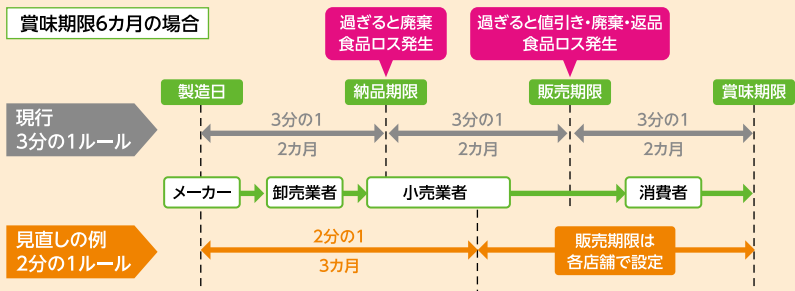 賞味期限6カ月の場合
過ぎると廃棄
食品ロス発生
過ぎると値引き・廃棄・返品
食品ロス発生
製造日
納品期限
販売期限
賞味期限
現行
3分の1ルール
3分の1
2カ月
3分の1
2カ月
3分の1
2カ月
メーカー
卸売業者
小売業者
消費者
見直しの例
2分の1ルール
2分の1
3カ月
販売期限は
各店舗で設定